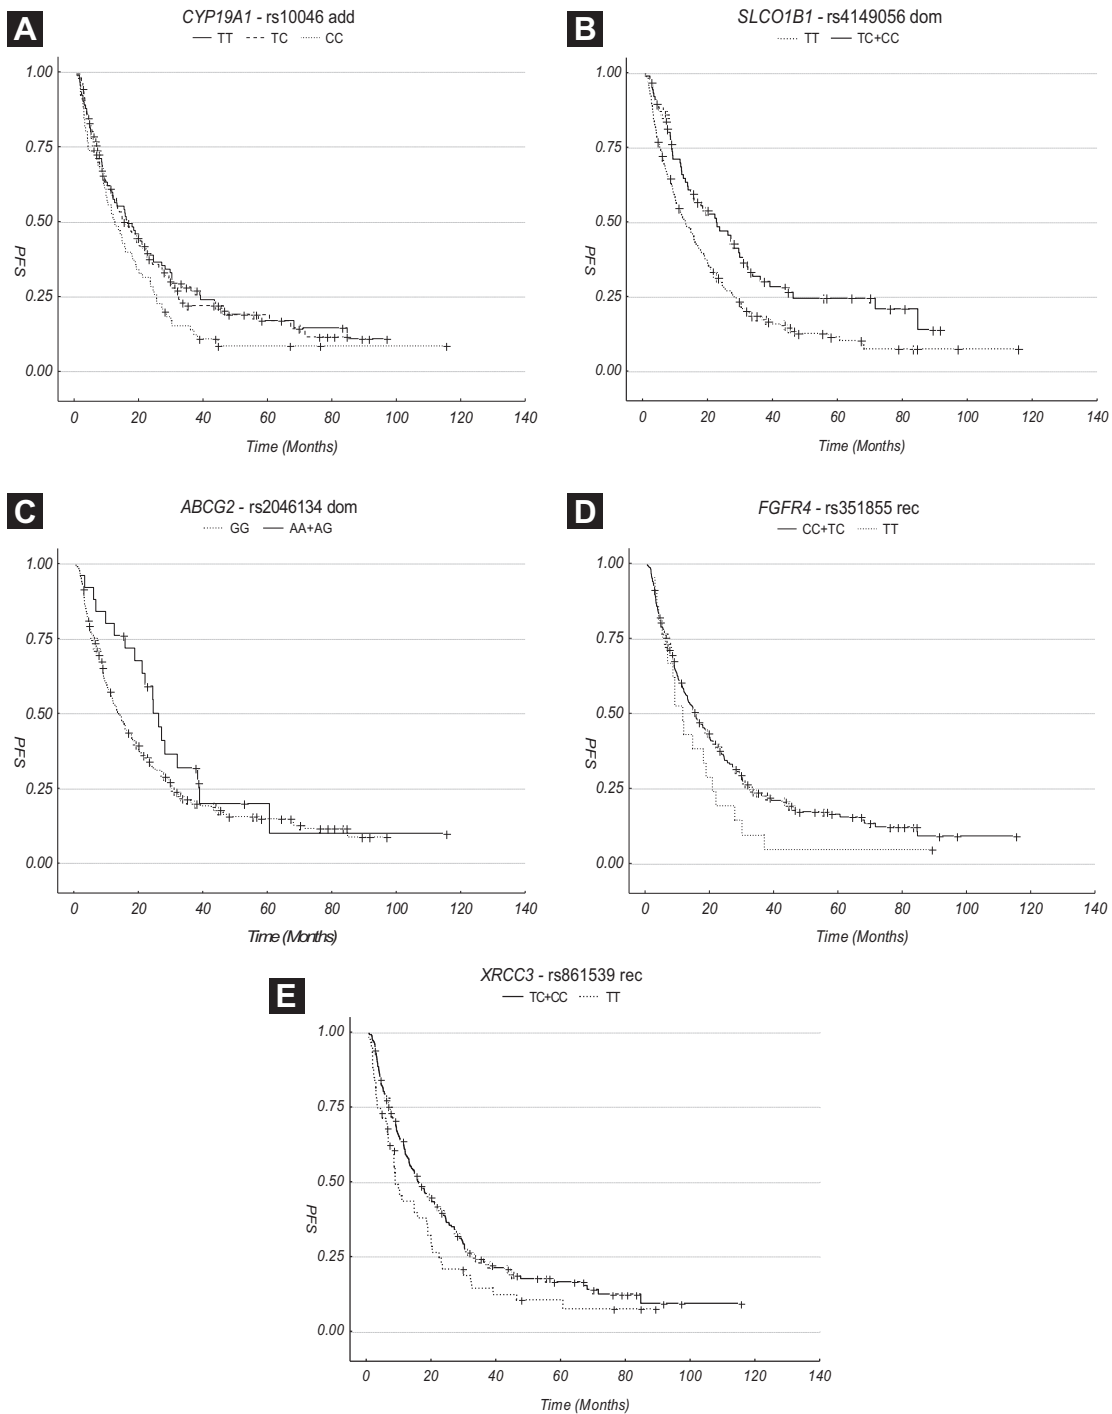 A
CYP19A1 - rs10046 add
TT TC CC
1.00
0.75
0.50
0.25
0.00
PFS
0 20 40 60 80 100 120 140
Time (Months)
B
SLCO1B1 - rs4149056 dom
TT TC+CC
1.00
0.75
0.50
0.25
0.00
PFS
0 20 40 60 80 100 120 140
Time (Months)
C
ABCG2 - rs2046134 dom
GG AA+AG
1.00
0.75
0.50
0.25
0.00
PFS
0 20 40 60 80 100 120 140
Time (Months)
D
FGFR4 - rs351855 rec
CC+TC TT
1.00
0.75
0.50
0.25
0.00
PFS
0 20 40 60 80 100 120 140
Time (Months)
E
XRCC3 - rs861539 rec
TC+CC TT
1.00
0.75
0.50
0.25
0.00
PFS
0 20 40 60 80 100 120 140
Time (Months)